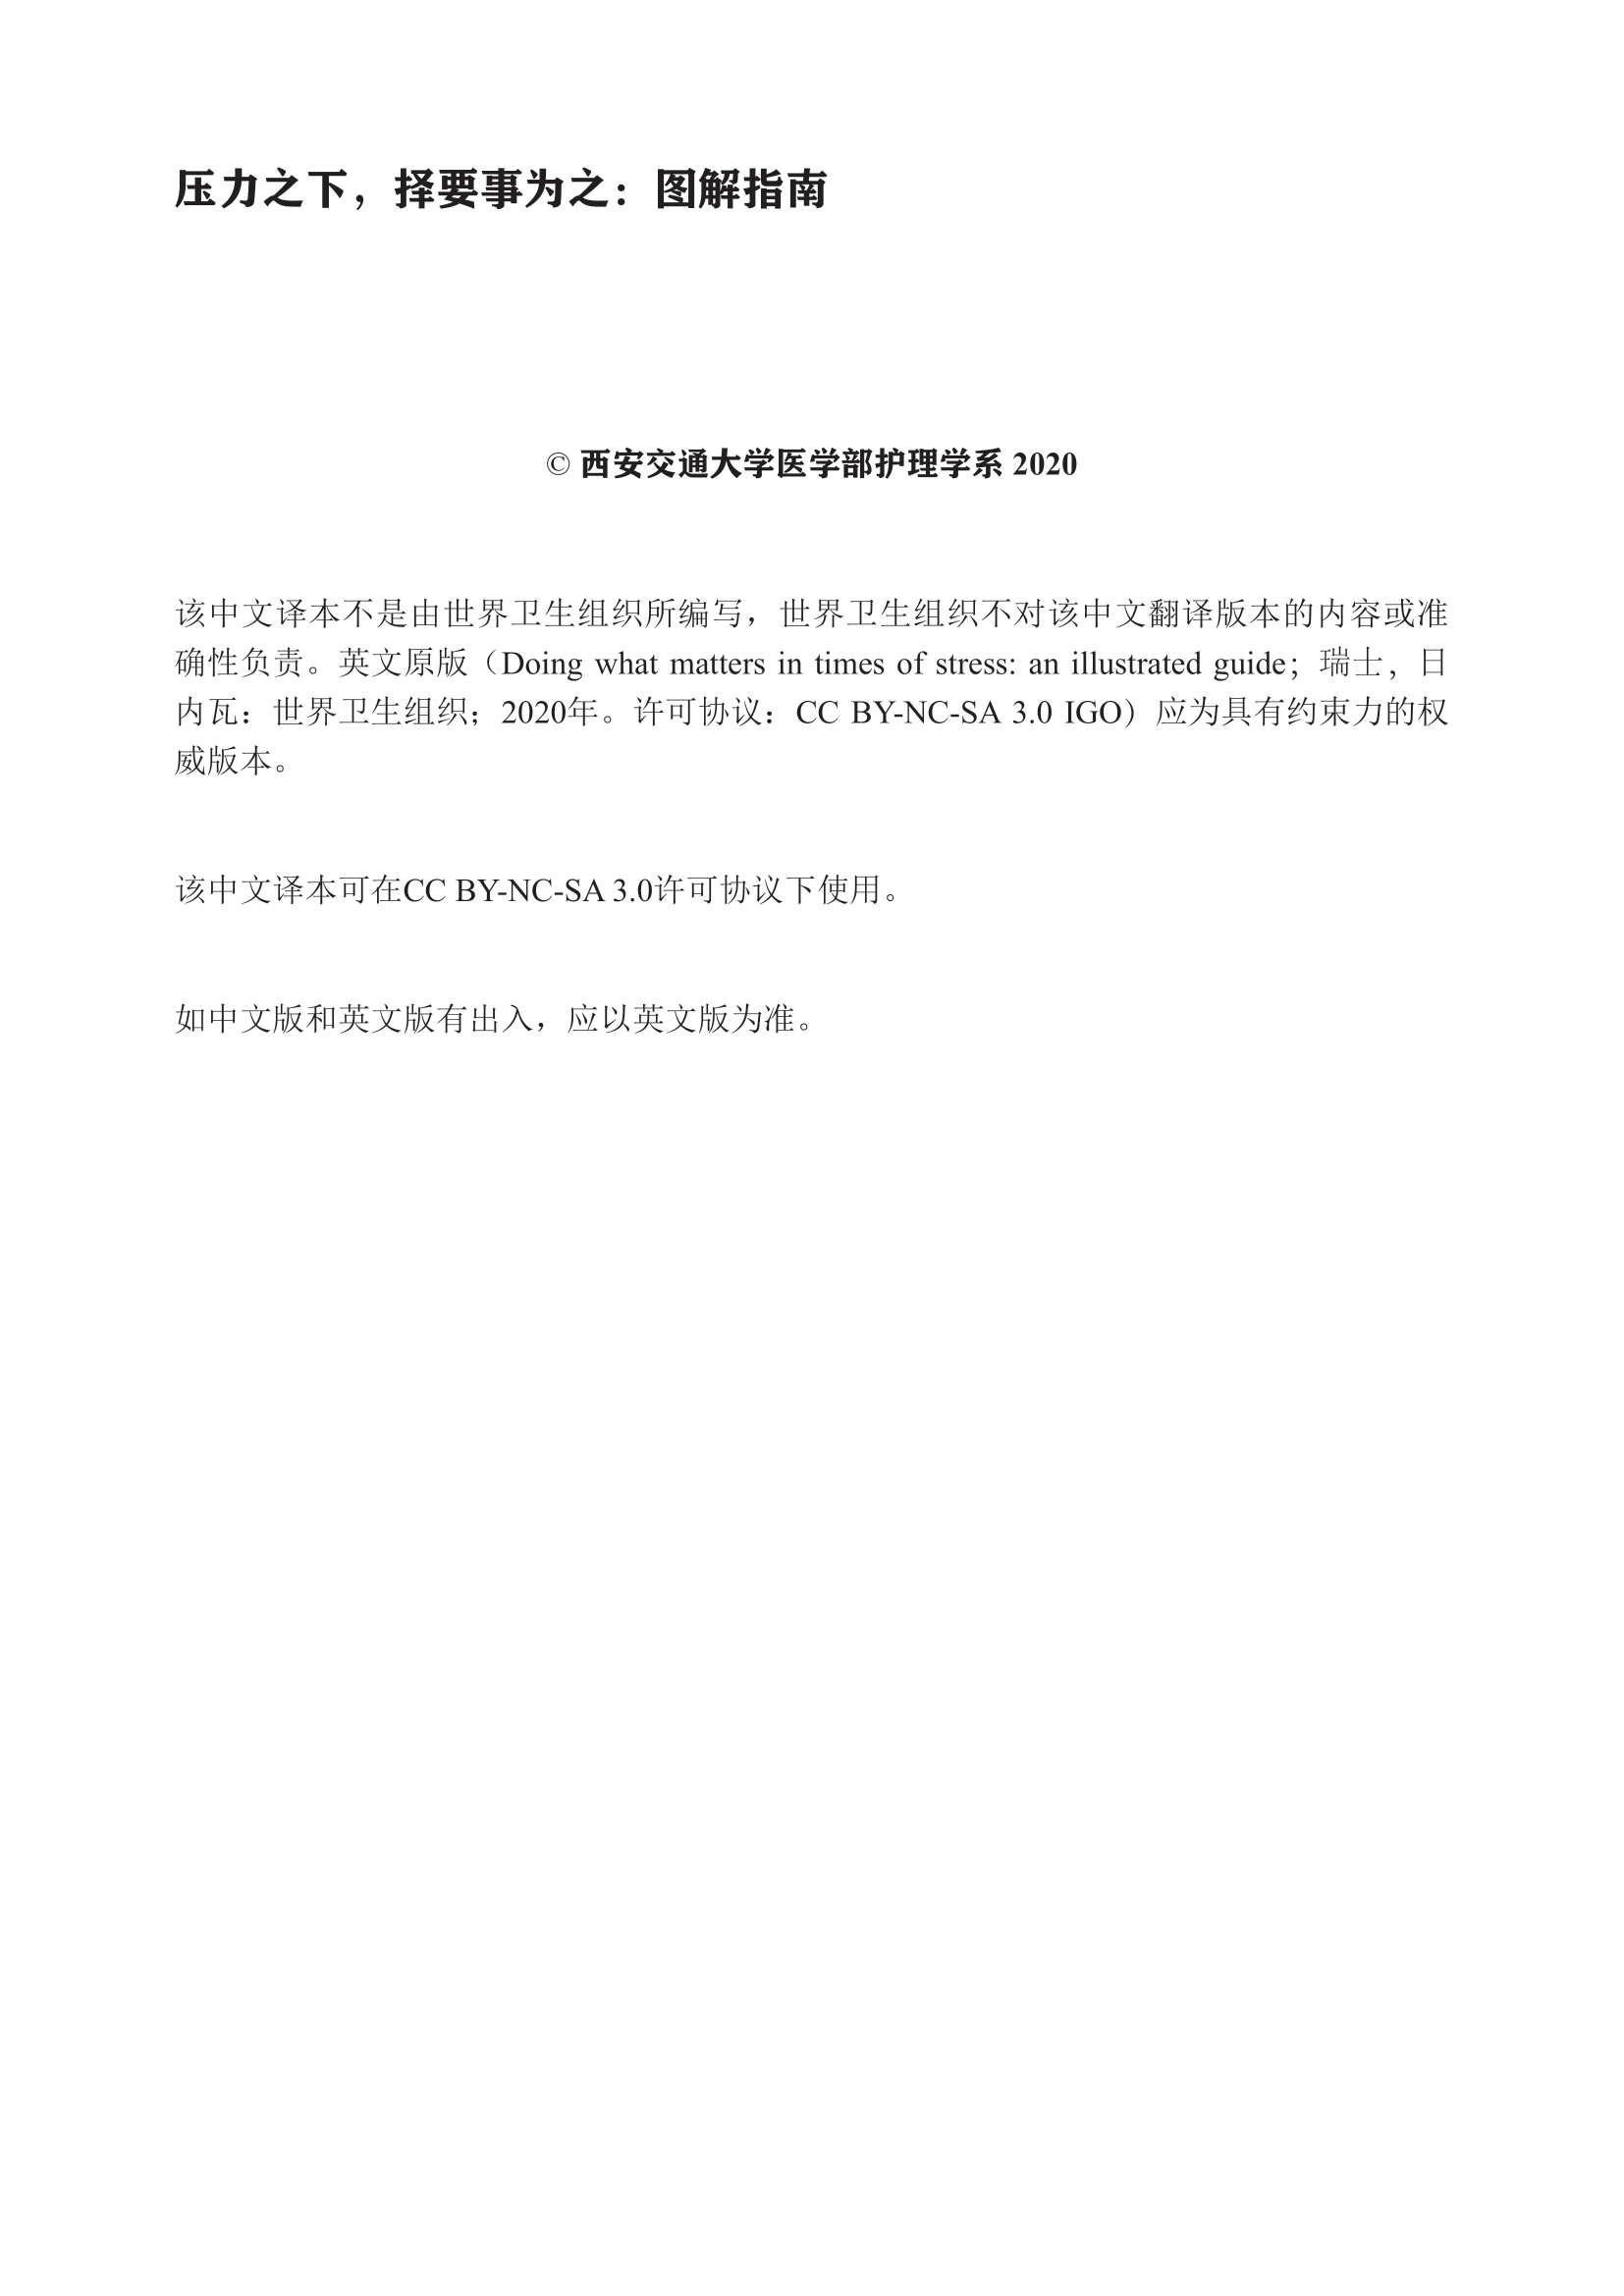 压力之下，择要事为之：图解指南
© 西安交通大学医学部护理学系 2020
该中文译本不是由世界卫生组织所编写，世界卫生组织不对该中文翻译版本的内容或准
确性负责。英文原版（Doing what matters in times of stress: an illustrated guide；瑞士，日
内瓦：世界卫生组织；2020年。许可协议：CC BY-NC-SA 3.0 IGO）应为具有约束力的权
威版本。
该中文译本可在CC BY-NC-SA 3.0许可协议下使用。
如中文版和英文版有出入，应以英文版为准。